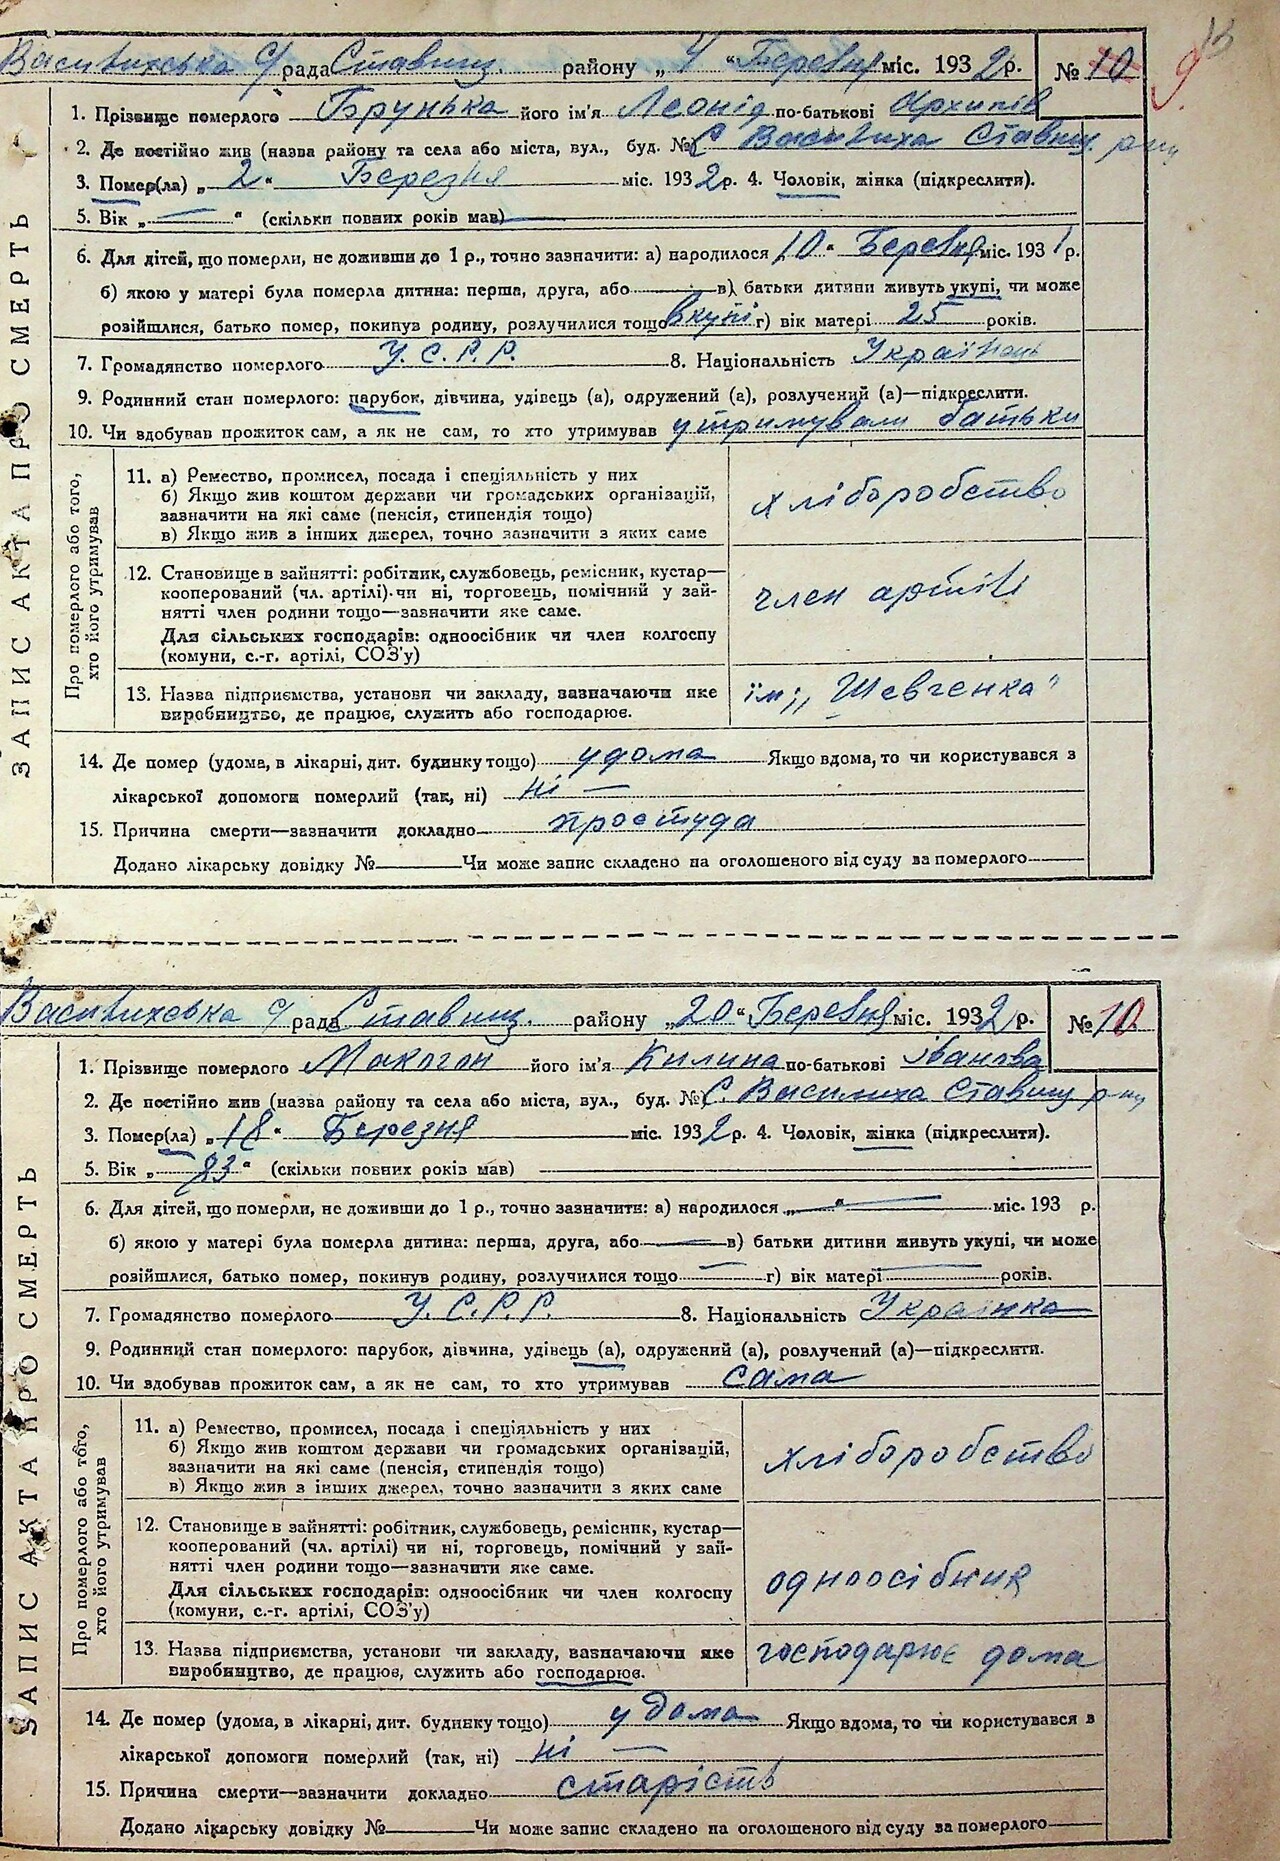 13
Василихська с/рада Ставищ. району „4 “ Березня міс. 1932 р. № 10 9
1. Прізвище померлого Брунька його ім'я Леонід по-батькові Архипів
2. Де постійно жив (назва району та села або міста, вул., буд. № С Василиха Ставищ. р-ну
3. Помер(ла) „ 2 “ Березня міс. 1932 р. 4. Чоловік, жінка (підкреслити).
5. Вік „ — “ (скільки повних років мав)
6. Для дітей, що померли, не доживши до 1 р., точно зазначити: а) народилося 10 “ Березня міс. 1931 р.
б) якою у матері була померла дитина: перша, друга, або — в) батьки дитини живуть укупі, чи може
розійшлися, батько помер, покинув родину, розлучилися тощо вкупі г) вік матері 25 років.
7. Громадянство померлого У.С.Р.Р. 8. Національність Українець
9. Родинний стан померлого: парубок, дівчина, удівець (а), одружений (а), розлучений (а)—підкреслити.
10. Чи здобував прожиток сам, а як не сам, то хто утримував утримували батьки
ЗАПИС АКТА ПРО СМЕРТЬ
Про померлого або того, хто його утримував
11. а) Ремество, промисел, посада і спеціяльність у них
б) Якщо жив коштом держави чи громадських організацій,
зазначити на які саме (пенсія, стипендія тощо)
в) Якщо жив з інших джерел, точно зазначити з яких саме
хліборобство
12. Становище в зайнятті: робітник, службовець, ремісник, кустар—
кооперований (чл. артілі) чи ні, торговець, помічний у зай-
нятті член родини тощо—зазначити яке саме.
Для сільських господарів: одноосібник чи член колгоспу
(комуни, с.-г. артілі, СОЗ'у)
член артілі
13. Назва підприємства, установи чи закладу, зазначаючи яке
виробництво, де працює, служить або господарює.
ім „Шевченка“
14. Де помер (удома, в лікарні, дит. будинку тощо) удома Якщо вдома, то чи користувався з
лікарської допомоги померлий (так, ні) ні —
15. Причина смерти—зазначити докладно простуда
Додано лікарську довідку № — Чи може запис складено на оголошеного від суду за померлого—
Василихська с/рада Ставищ. району „20 “ Березня міс. 1932 р. № 10
1. Прізвище померлого Макогон його ім'я Килина по-батькові Іванова
2. Де постійно жив (назва району та села або міста, вул., буд. № С. Василиха Ставищ р-ну
3. Помер(ла) „ 18 “ Березня міс. 1932 р. 4. Чоловік, жінка (підкреслити).
5. Вік „ 83 “ (скільки повних років мав)
6. Для дітей, що померли, не доживши до 1 р., точно зазначити: а) народилося „ — “ міс. 193 р.
б) якою у матері була померла дитина: перша, друга, або — в) батьки дитини живуть укупі, чи може
розійшлися, батько помер, покинув родину, розлучилися тощо — г) вік матері — років.
7. Громадянство померлого У.С.Р.Р. 8. Національність Українка
9. Родинний стан померлого: парубок, дівчина, удівець (а), одружений (а), розлучений (а)—підкреслити.
10. Чи здобував прожиток сам, а як не сам, то хто утримував сама
ЗАПИС АКТА ПРО СМЕРТЬ
Про померлого або того, хто його утримував
11. а) Ремество, промисел, посада і спеціяльність у них
б) Якщо жив коштом держави чи громадських організацій,
зазначити на які саме (пенсія, стипендія тощо)
в) Якщо жив з інших джерел, точно зазначити з яких саме
хліборобство
12. Становище в зайнятті: робітник, службовець, ремісник, кустар—
кооперований (чл. артілі) чи ні, торговець, помічний у зай-
нятті член родини тощо—зазначити яке саме.
Для сільських господарів: одноосібник чи член колгоспу
(комуни, с.-г. артілі, СОЗ'у)
одноосібник
13. Назва підприємства, установи чи закладу, зазначаючи яке
виробництво, де працює, служить або господарює.
господарює дома
14. Де помер (удома, в лікарні, дит. будинку тощо) у дома Якщо вдома, то чи користувався в
лікарської допомоги померлий (так, ні) ні —
15. Причина смерти—зазначити докладно старість
Додано лікарську довідку № — Чи може запис складено на оголошеного від суду за померлого—